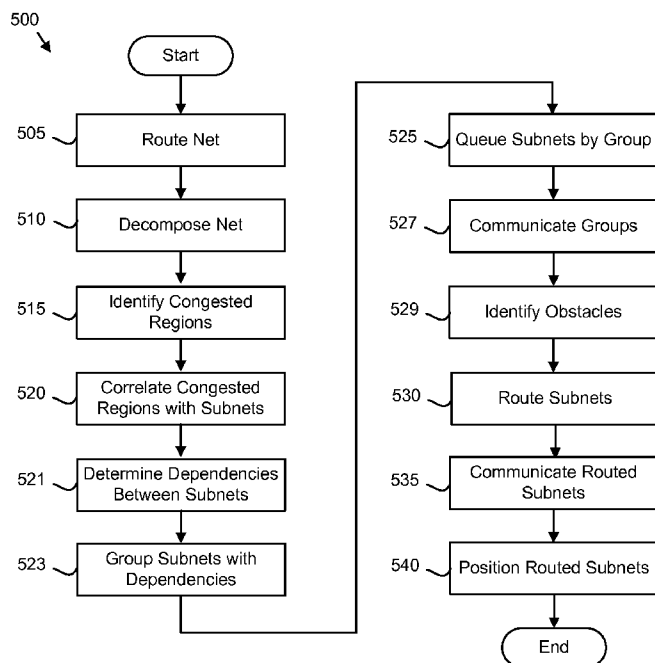 500
Start
505
Route Net
510
Decompose Net
515
Identify Congested
Regions
520
Correlate Congested
Regions with Subnets
521
Determine Dependencies
Between Subnets
523
Group Subnets with
Dependencies
525
Queue Subnets by Group
527
Communicate Groups
529
Identify Obstacles
530
Route Subnets
535
Communicate Routed
Subnets
540
Position Routed Subnets
End